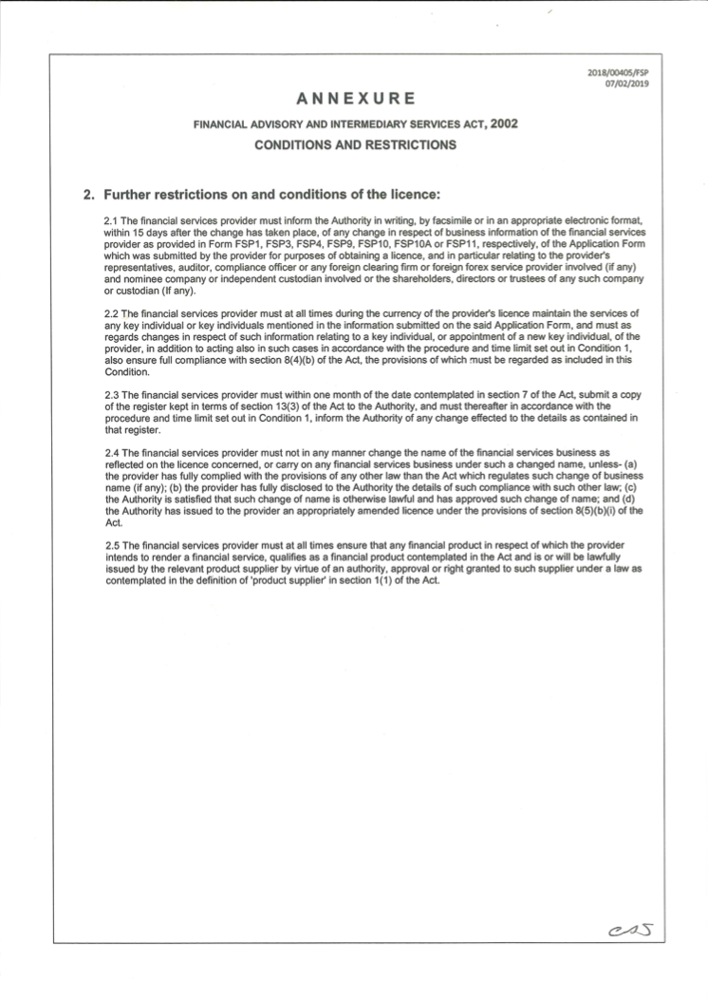 2018/00405/FSP
07/02/2019
ANNEXURE
FINANCIAL ADVISORY AND INTERMEDIARY SERVICES ACT, 2002
CONDITIONS AND RESTRICTIONS
2. Further restrictions on and conditions of the licence:
2.1 The financial services provider must inform the Authority in writing, by facsimile or in an appropriate electronic format,
within 15 days after the change has taken place, of any change in respect of business information of the financial services
provider as provided in Form FSP1, FSP3, FSP4, FSP9, FSP10, FSP10A or FSP11, respectively, of the Application Form
which was submitted by the provider for purposes of obtaining a licence, and in particular relating to the provider's
representatives, auditor, compliance officer or any foreign clearing firm or foreign forex service provider involved (if any)
and nominee company or independent custodian involved or the shareholders, directors or trustees of any such company
or custodian (If any).
2.2 The financial services provider must at all times during the currency of the provider's licence maintain the services of
any key individual or key individuals mentioned in the information submitted on the said Application Form, and must as
regards changes in respect of such information relating to a key individual, or appointment of a new key individual, of the
provider, in addition to acting also in such cases in accordance with the procedure and time limit set out in Condition 1,
also ensure full compliance with section 8(4)(b) of the Act, the provisions of which must be regarded as included in this
Condition.
2.3 The financial services provider must within one month of the date contemplated in section 7 of the Act, submit a copy
of the register kept in terms of section 13(3) of the Act to the Authority, and must thereafter in accordance with the
procedure and time limit set out in Condition 1, inform the Authority of any change effected to the details as contained in
that register.
2.4 The financial services provider must not in any manner change the name of the financial services business as
reflected on the licence concerned, or carry on any financial services business under such a changed name, unless- (a)
the provider has fully complied with the provisions of any other law than the Act which regulates such change of business
name (if any); (b) the provider has fully disclosed to the Authority the details of such compliance with such other law; (c)
the Authority is satisfied that such change of name is otherwise lawful and has approved such change of name; and (d)
the Authority has issued to the provider an appropriately amended licence under the provisions of section 8(5)(b)(i) of the
Act.
2.5 The financial services provider must at all times ensure that any financial product in respect of which the provider
intends to render a financial service, qualifies as a financial product contemplated in the Act and is or will be lawfully
issued by the relevant product supplier by virtue of an authority, approval or right granted to such supplier under a law as
contemplated in the definition of 'product supplier' in section 1(1) of the Act.